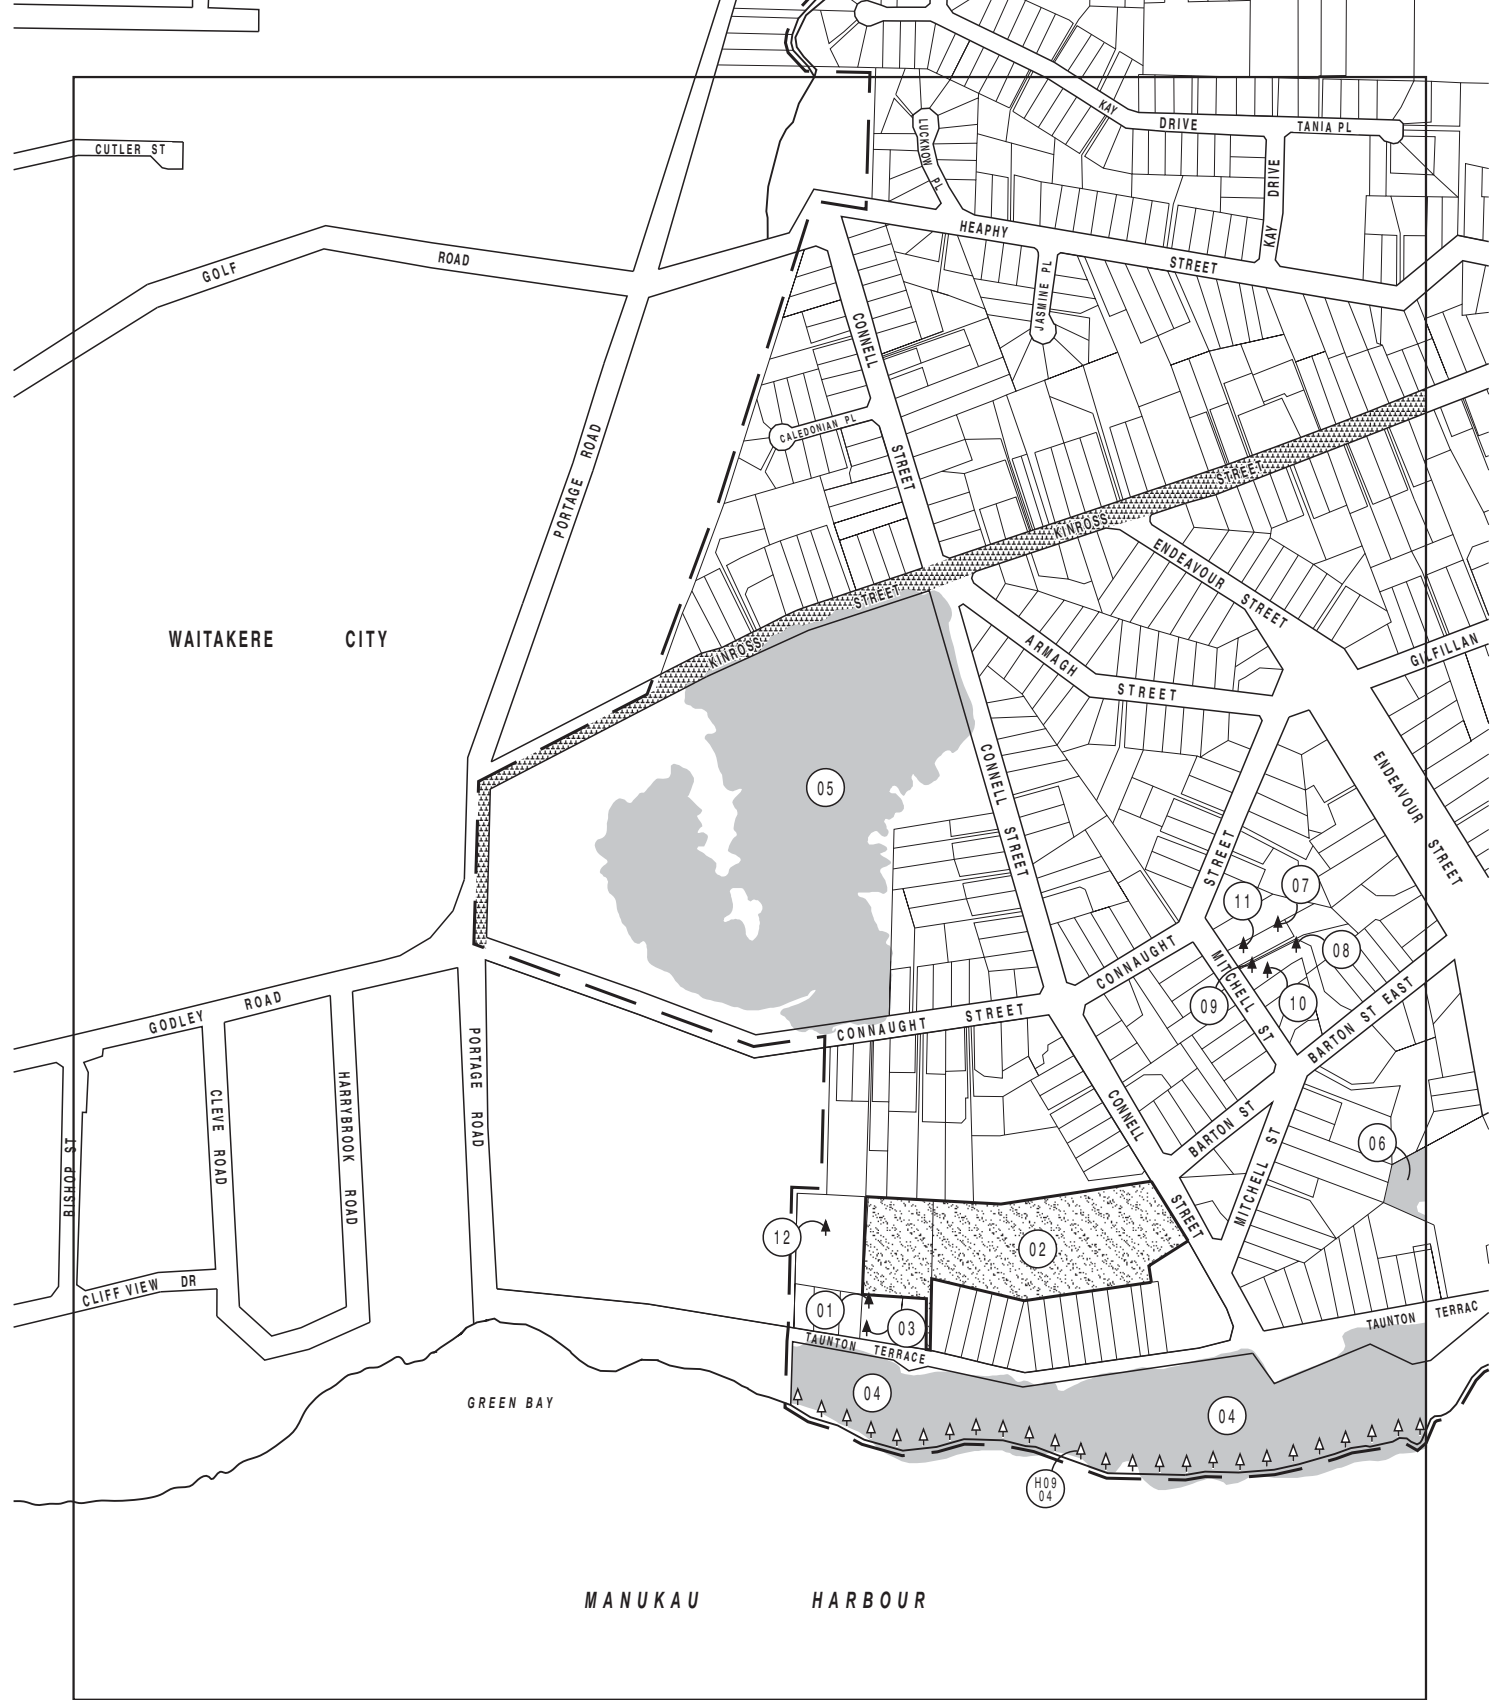 KAY
DRIVE
TANIA PL
CUTLER ST
LUCKNOW PL
KAY DRIVE
HEAPHY
STREET
GOLF
ROAD
JASMINE PL
CONNELL
STREET
CALEDONIAN PL
PORTAGE ROAD
STREET
KINROSS
ENDEAVOUR STREET
STREET
KINROSS
WAITAKERE CITY
ARMAGH
STREET
GILFILLAN
CONNELL STREET
ENDEAVOUR STREET
05
STREET
07
11
08
CONNAUGHT
MITCHELL ST
09
10
GODLEY ROAD
CONNAUGHT STREET
BARTON ST EAST
PORTAGE ROAD
CLEVE ROAD
HARRYBROOK ROAD
CONNELL
STREET
BARTON ST
MITCHELL ST
06
BISHOP ST
12
02
CLIFF VIEW DR
01
03
TAUNTON TERRAC
TAUNTON TERRACE
04
04
GREEN BAY
H09
04
MANUKAU HARBOUR